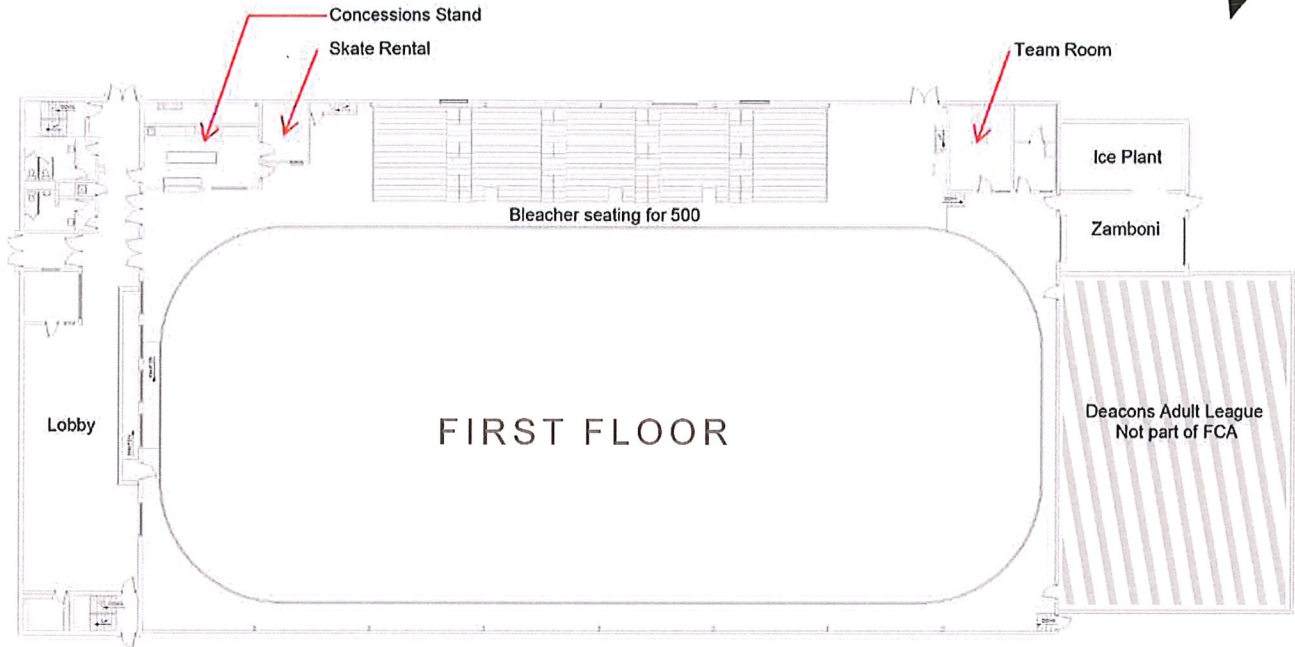 Concessions Stand
Skate Rental
Team Room
Ice Plant
Bleacher seating for 500
Zamboni
Lobby
FIRST FLOOR
Deacons Adult League
Not part of FCA